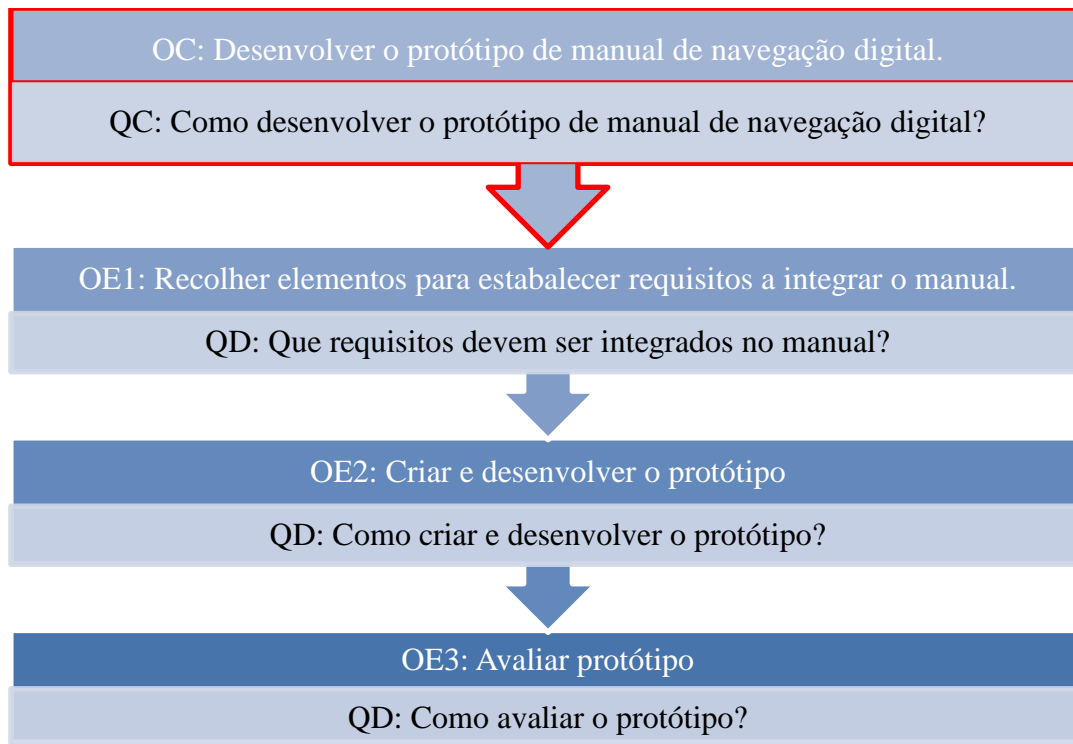 OC: Desenvolver o protótipo de manual de navegação digital.
QC: Como desenvolver o protótipo de manual de navegação digital?
OE1: Recolher elementos para estabalecer requisitos a integrar o manual.
QD: Que requisitos devem ser integrados no manual?
OE2: Criar e desenvolver o protótipo
QD: Como criar e desenvolver o protótipo?
OE3: Avaliar protótipo
QD: Como avaliar o protótipo?